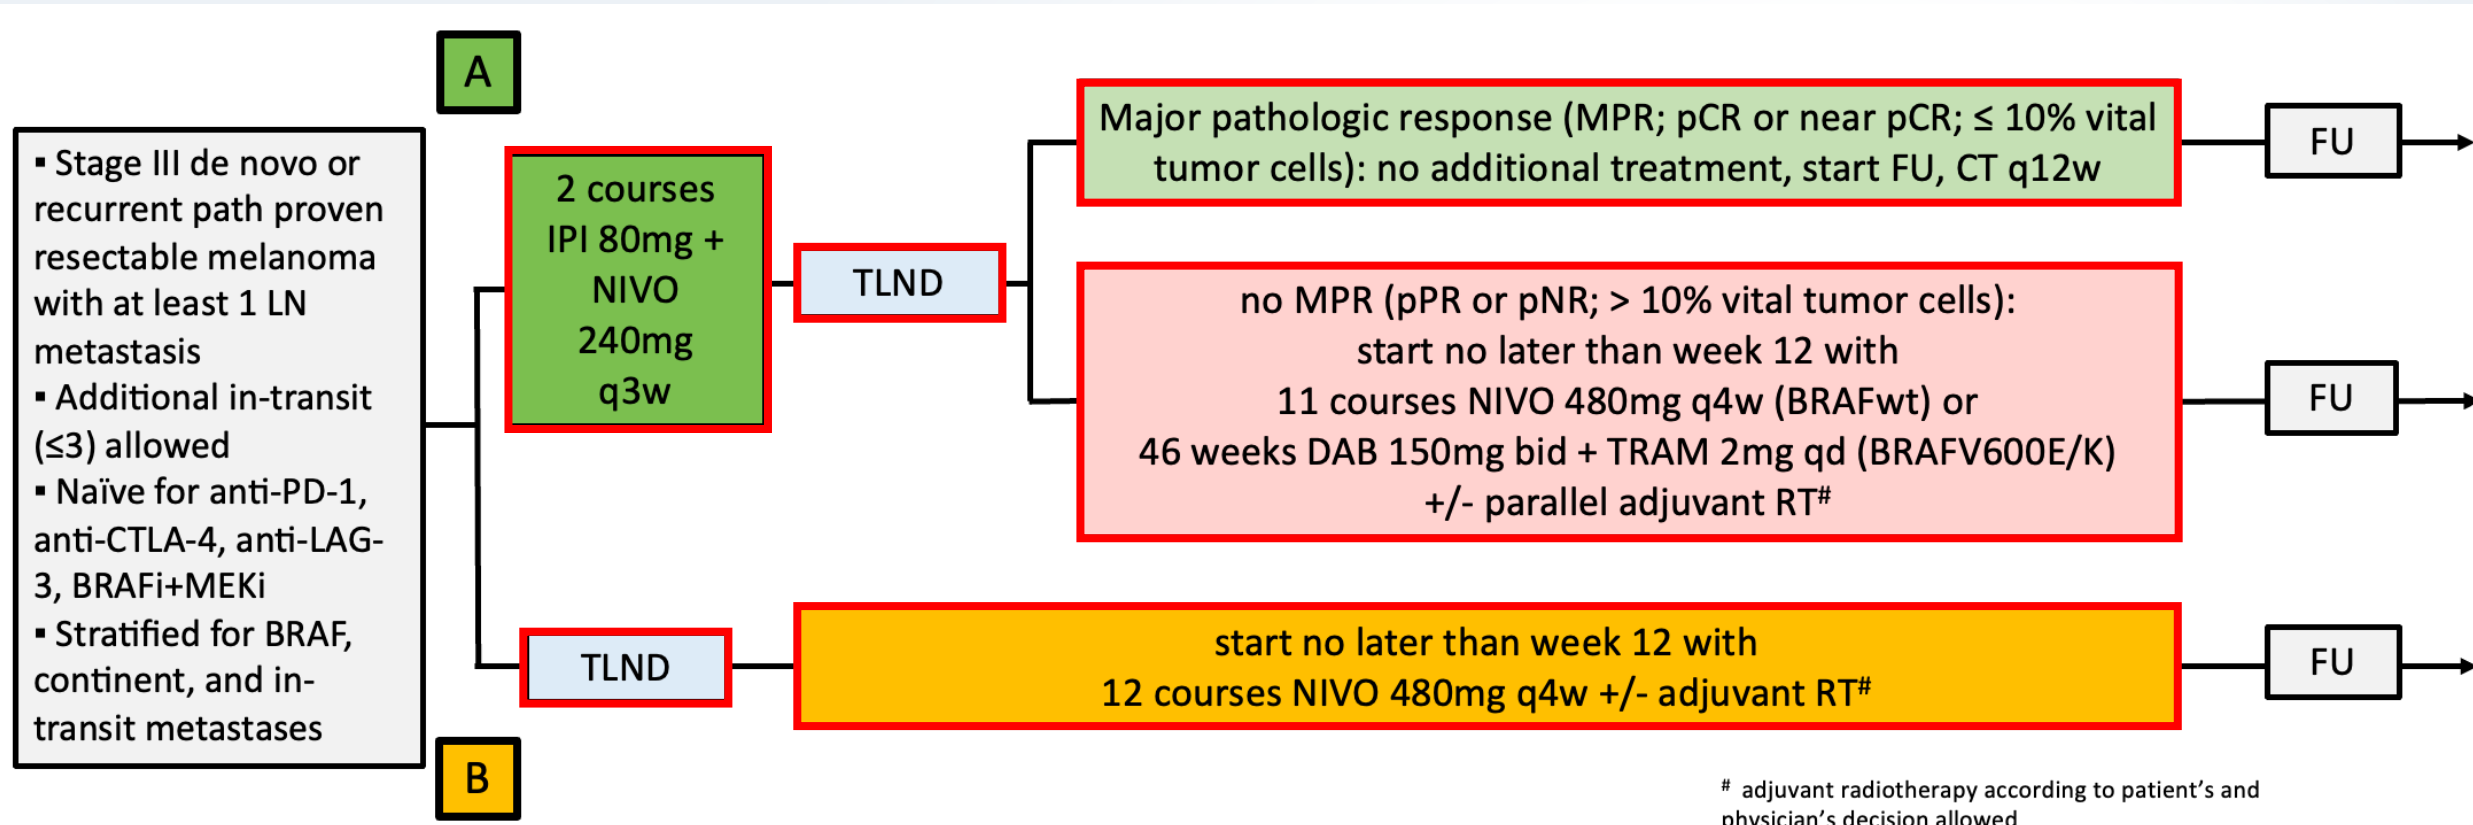 A
▪ Stage III de novo or
recurrent path proven
resectable melanoma
with at least 1 LN
metastasis
▪ Additional in-transit
(≤3) allowed
▪ Naïve for anti-PD-1,
anti-CTLA-4, anti-LAG-
3, BRAFi+MEKi
▪ Stratified for BRAF,
continent, and in-
transit metastases
2 courses
IPI 80mg +
NIVO
240mg
q3w
TLND
Major pathologic response (MPR; pCR or near pCR; ≤ 10% vital
tumor cells): no additional treatment, start FU, CT q12w
FU
no MPR (pPR or pNR; > 10% vital tumor cells):
start no later than week 12 with
11 courses NIVO 480mg q4w (BRAFwt) or
46 weeks DAB 150mg bid + TRAM 2mg qd (BRAFV600E/K)
+/- parallel adjuvant RT#
FU
B
TLND
start no later than week 12 with
12 courses NIVO 480mg q4w +/- adjuvant RT#
FU
# adjuvant radiotherapy according to patient’s and
physician’s decision allowed